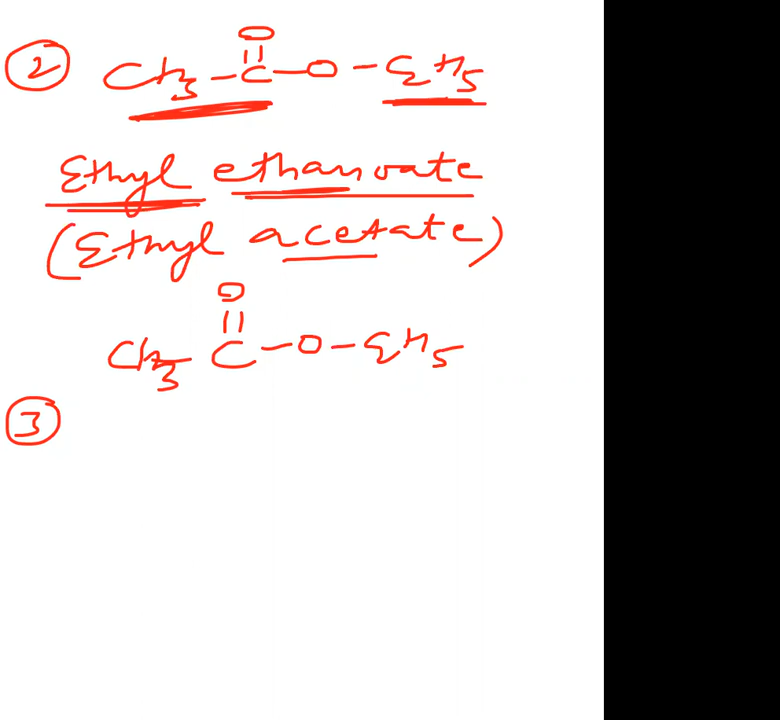 ② CH₃-C(=O)-O-C₂H₅
Ethyl ethanoate
(Ethyl acetate)
CH₃ C(=O)-O-C₂H₅
③